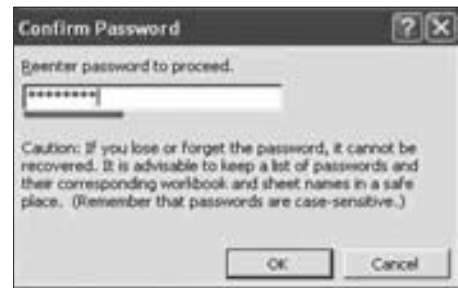 Confirm Password
Reenter password to proceed.
********
Caution: If you lose or forget the password, it cannot be
recovered. It is advisable to keep a list of passwords and
their corresponding workbook and sheet names in a safe
place. (Remember that passwords are case-sensitive.)
OK Cancel